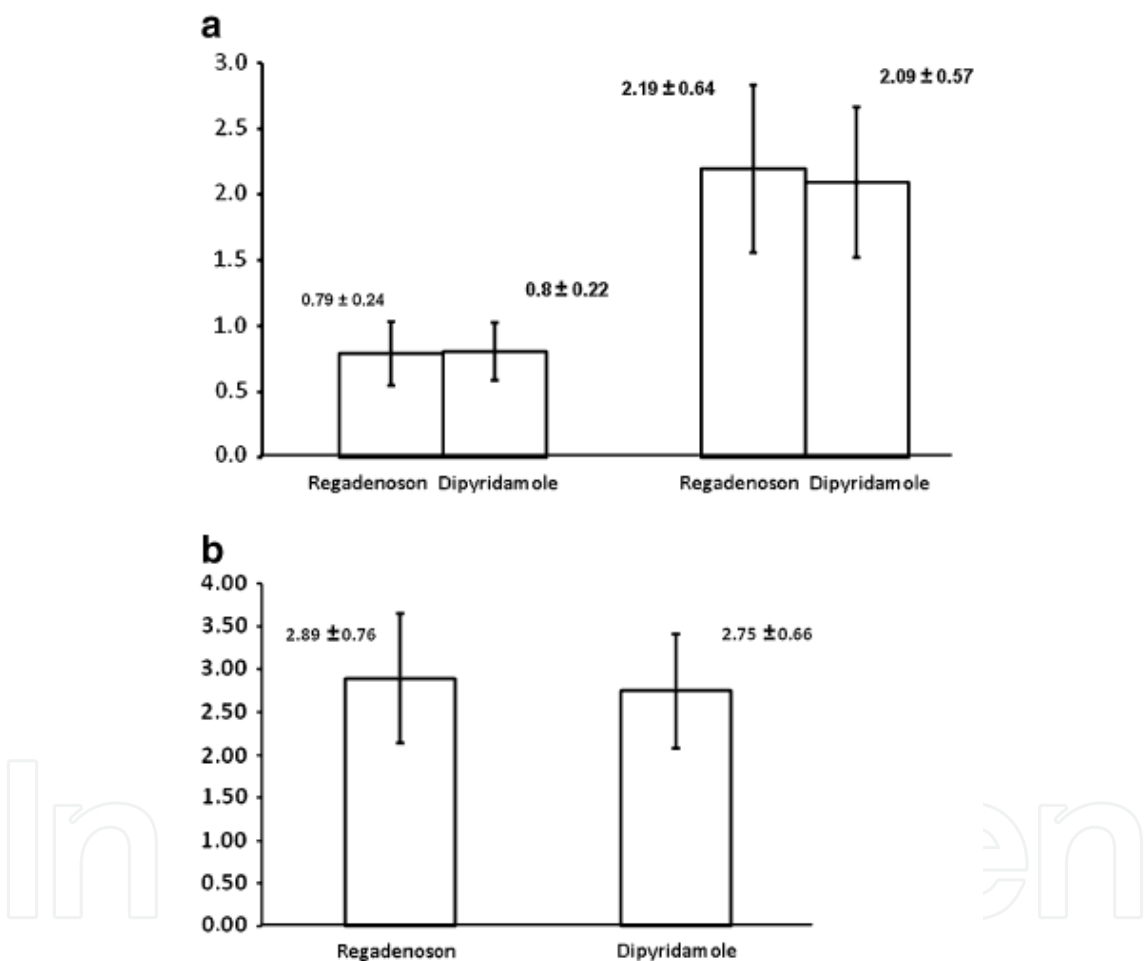 a
3.0
2.5
2.0
1.5
1.0
0.5
0.0
2.19 ± 0.64
2.09 ± 0.57
0.79 ± 0.24
0.8 ± 0.22
Regadenoson Dipyridamole
Regadenoson Dipyridamole
b
4.00
3.50
3.00
2.50
2.00
1.50
1.00
0.50
0.00
2.89 ±0.76
2.75 ±0.66
Regadenoson
Dipyridamole
In
en